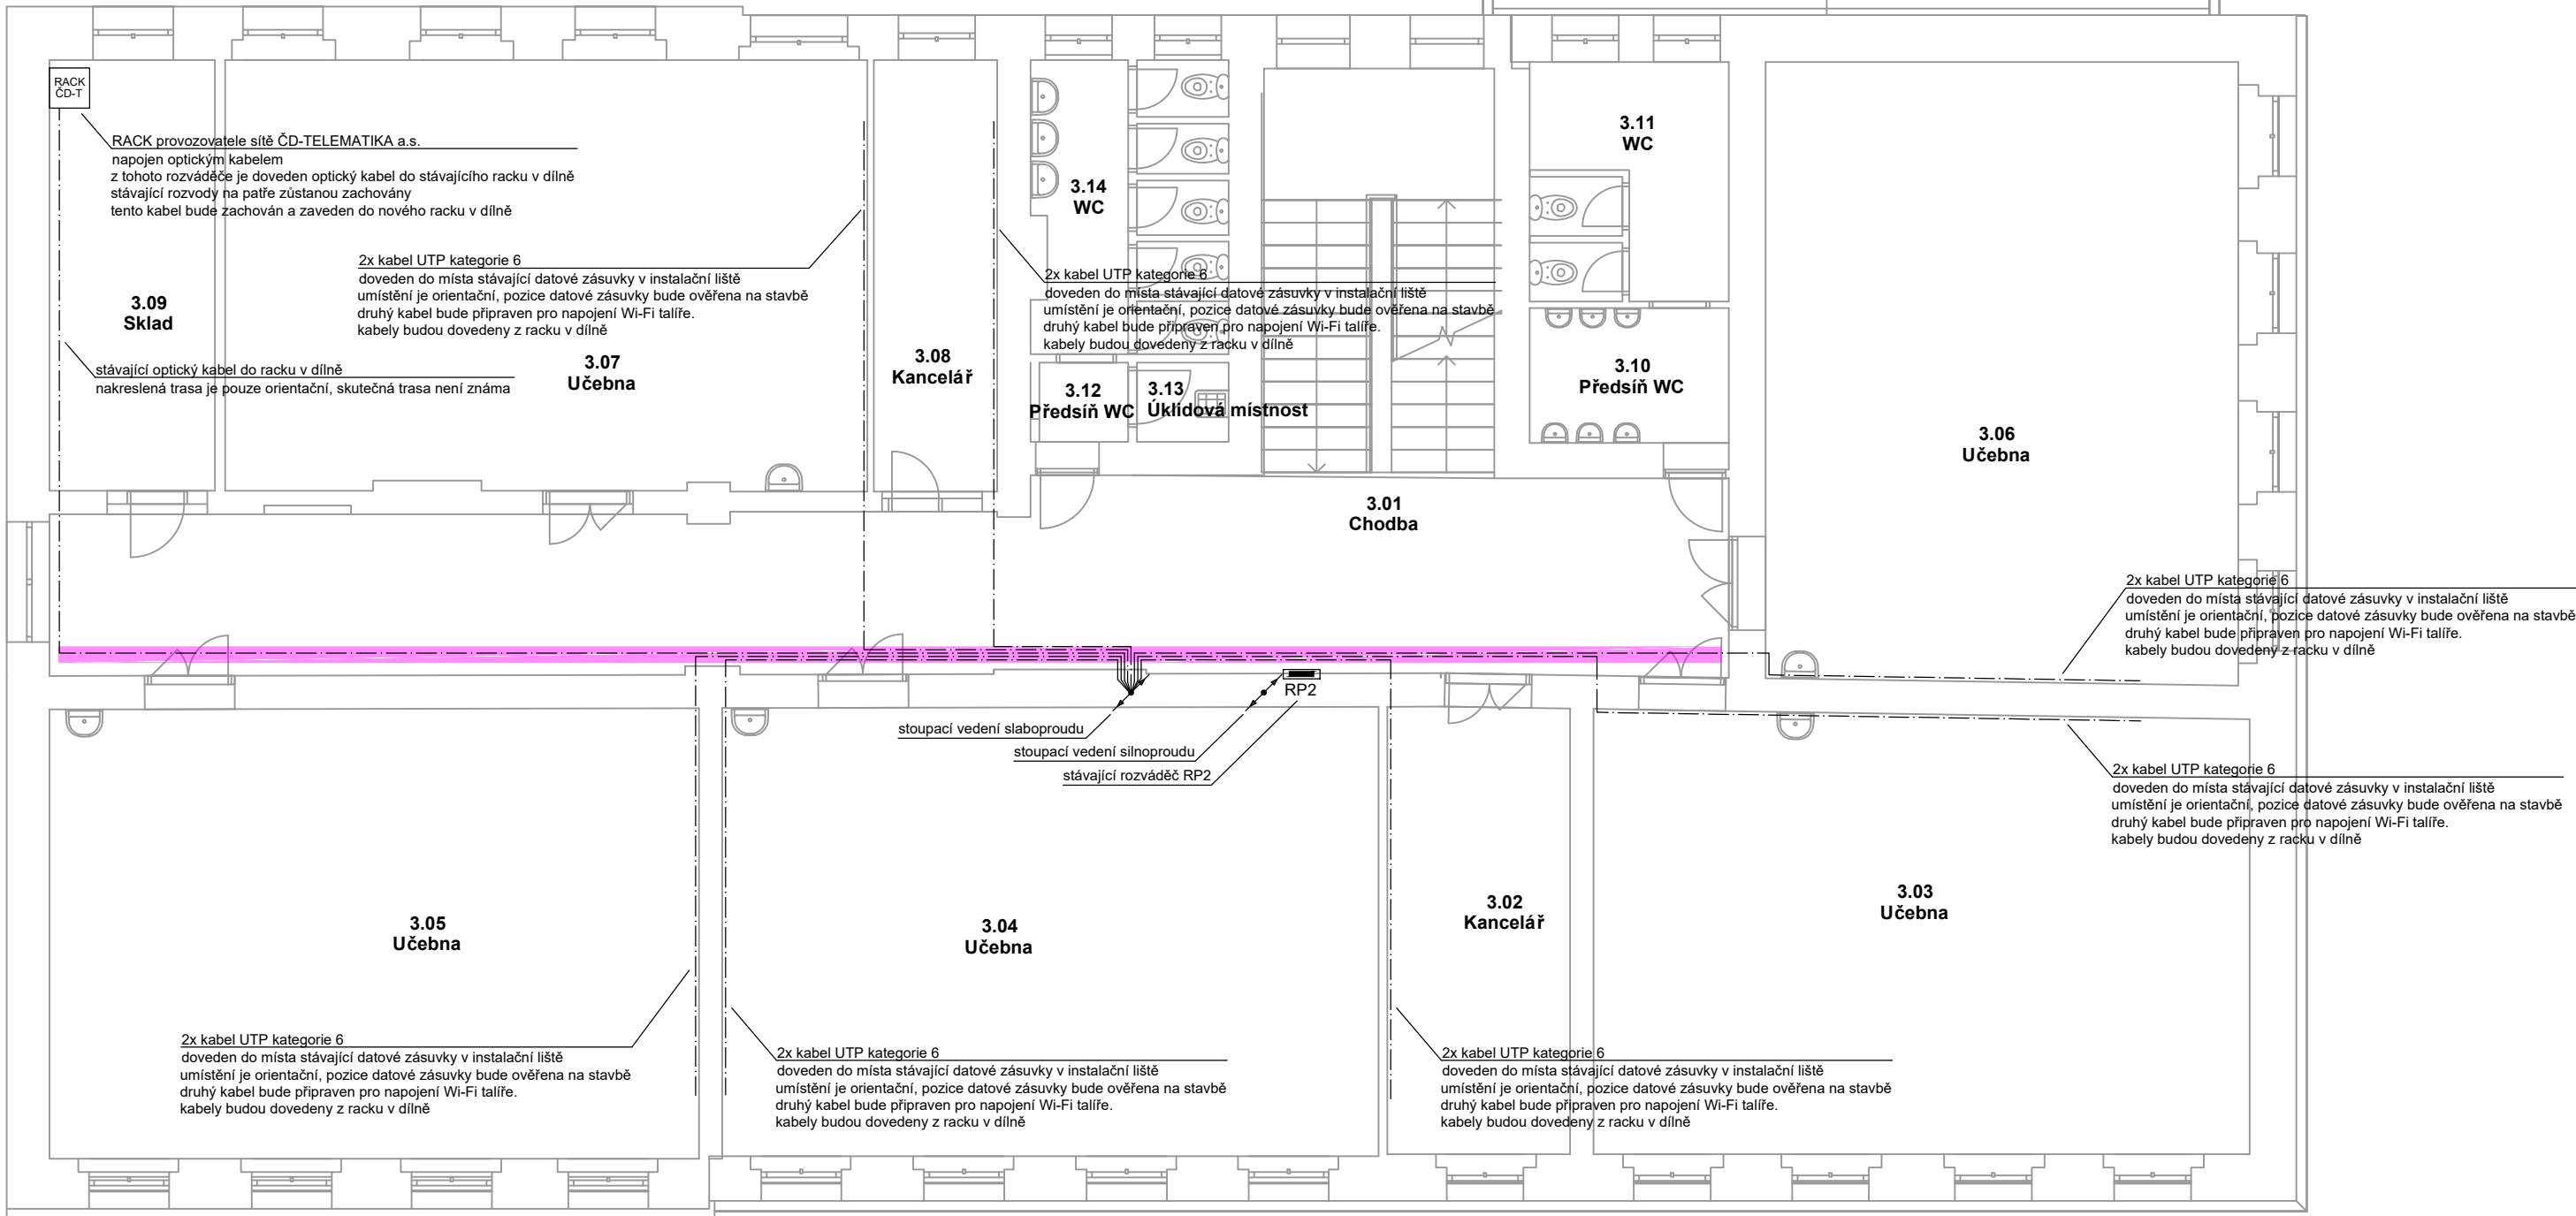 RACK
ČD-T
RACK provozovatele sítě ČD-TELEMATIKA a.s.
napojen optickým kabelem
z tohoto rozváděče je doveden optický kabel do stávajícího racku v dílně
stávající rozvody na patře zůstanou zachovány
tento kabel bude zachován a zaveden do nového racku v dílně
3.09
Sklad
stávající optický kabel do racku v dílně
nakreslená trasa je pouze orientační, skutečná trasa není známa
2x kabel UTP kategorie 6
doveden do místa stávající datové zásuvky v instalační liště
umístění je orientační, pozice datové zásuvky bude ověřena na stavbě
druhý kabel bude připraven pro napojení Wi-Fi talíře.
kabely budou dovedeny z racku v dílně
3.07
Učebna
3.08
Kancelář
3.14
WC
2x kabel UTP kategorie 6
doveden do místa stávající datové zásuvky v instalační liště
umístění je orientační, pozice datové zásuvky bude ověřena na stavbě
druhý kabel bude připraven pro napojení Wi-Fi talíře.
kabely budou dovedeny z racku v dílně
3.12
Předsíň WC
3.13
Úklidová místnost
3.11
WC
3.10
Předsíň WC
3.06
Učebna
3.01
Chodba
2x kabel UTP kategorie 6
doveden do místa stávající datové zásuvky v instalační liště
umístění je orientační, pozice datové zásuvky bude ověřena na stavbě
druhý kabel bude připraven pro napojení Wi-Fi talíře.
kabely budou dovedeny z racku v dílně
RP2
stoupací vedení slaboproudu
stoupací vedení silnoproudu
stávající rozváděč RP2
2x kabel UTP kategorie 6
doveden do místa stávající datové zásuvky v instalační liště
umístění je orientační, pozice datové zásuvky bude ověřena na stavbě
druhý kabel bude připraven pro napojení Wi-Fi talíře.
kabely budou dovedeny z racku v dílně
3.05
Učebna
3.04
Učebna
3.02
Kancelář
3.03
Učebna
2x kabel UTP kategorie 6
doveden do místa stávající datové zásuvky v instalační liště
umístění je orientační, pozice datové zásuvky bude ověřena na stavbě
druhý kabel bude připraven pro napojení Wi-Fi talíře.
kabely budou dovedeny z racku v dílně
2x kabel UTP kategorie 6
doveden do místa stávající datové zásuvky v instalační liště
umístění je orientační, pozice datové zásuvky bude ověřena na stavbě
druhý kabel bude připraven pro napojení Wi-Fi talíře.
kabely budou dovedeny z racku v dílně
2x kabel UTP kategorie 6
doveden do místa stávající datové zásuvky v instalační liště
umístění je orientační, pozice datové zásuvky bude ověřena na stavbě
druhý kabel bude připraven pro napojení Wi-Fi talíře.
kabely budou dovedeny z racku v dílně